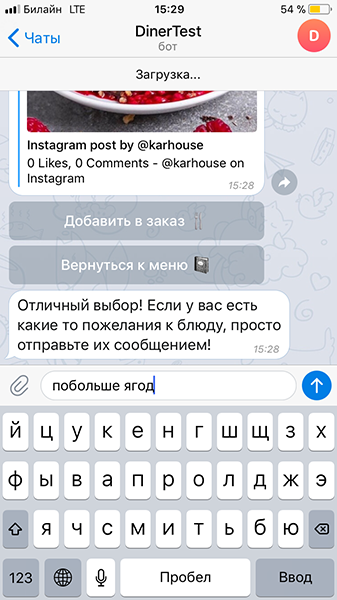 Билайн LTE 15:29 54 %
Чаты DinerTest D
бот
Загрузка...
Instagram post by @karhouse
0 Likes, 0 Comments - @karhouse on
Instagram
15:28
Добавить в заказ
Вернуться к меню
Отличный выбор! Если у вас есть
какие то пожелания к блюду, просто
отправьте их сообщением!
15:28
побольше ягод
й ц у к е н г ш щ з х
ф ы в а п р о л д ж э
я ч с м и т ь б ю
123 Пробел Ввод